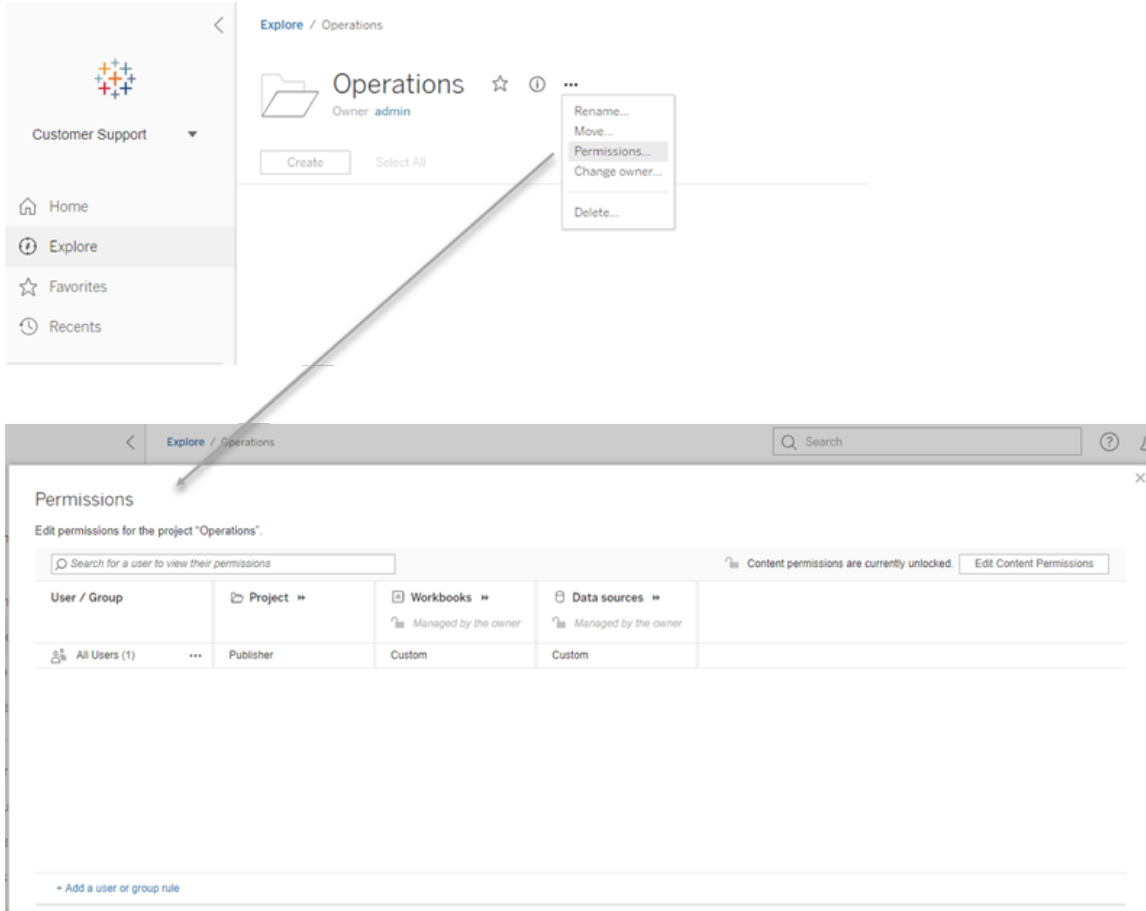 Explore / Operations
Operations
Owner admin
Customer Support
Create Select All
Rename...
Move...
Permissions...
Change owner...
Delete...
Home
Explore
Favorites
Recents
Explore / Operations
Search
Permissions
Edit permissions for the project "Operations".
Search for a user to view their permissions
Content permissions are currently unlocked. Edit Content Permissions
User / Group Project Workbooks Data sources
Managed by the owner Managed by the owner
All Users (1) ... Publisher Custom Custom
+ Add a user or group rule